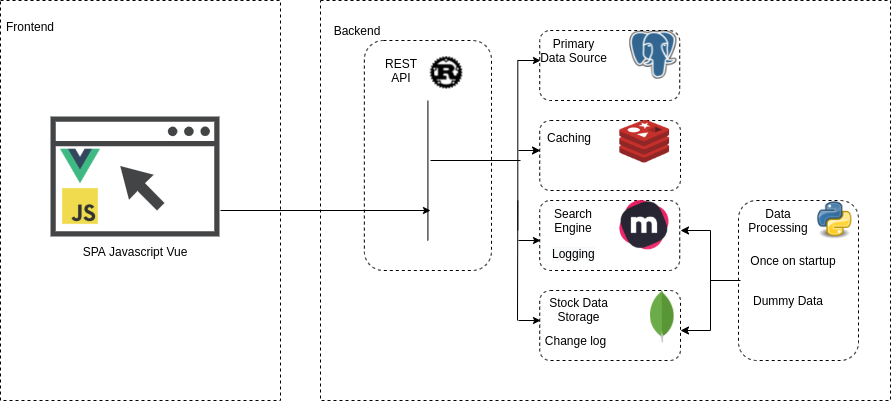 Frontend
JS
SPA Javascript Vue
Backend
REST
API
R
Primary
Data Source
Caching
Search
Engine
m
Logging
Stock Data
Storage
Change log
Data
Processing
Once on startup
Dummy Data